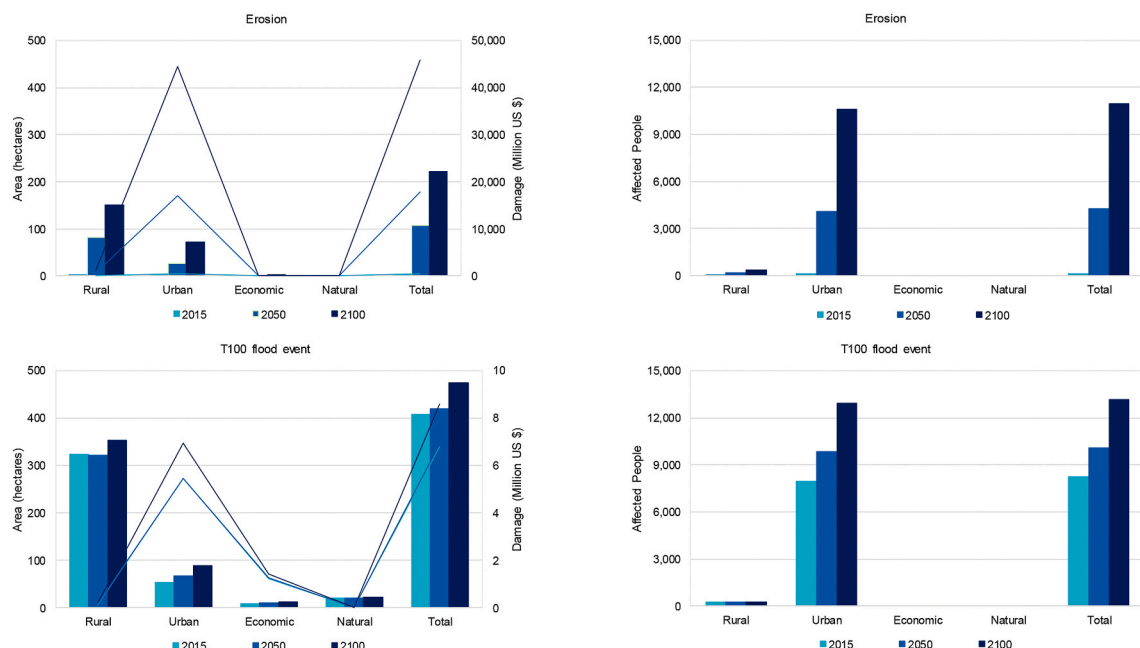 Erosion
500
400
300
200
100
0
Area (hectares)
50,000
40,000
30,000
20,000
10,000
0
Damage (Million US $)
Rural Urban Economic Natural Total
2015 2050 2100
Erosion
15,000
12,000
9,000
6,000
3,000
0
Affected People
Rural Urban Economic Natural Total
2015 2050 2100
T100 flood event
500
400
300
200
100
0
Area (hectares)
10
8
6
4
2
0
Damage (Million US $)
Rural Urban Economic Natural Total
2015 2050 2100
T100 flood event
15,000
12,000
9,000
6,000
3,000
0
Affected People
Rural Urban Economic Natural Total
2015 2050 2100